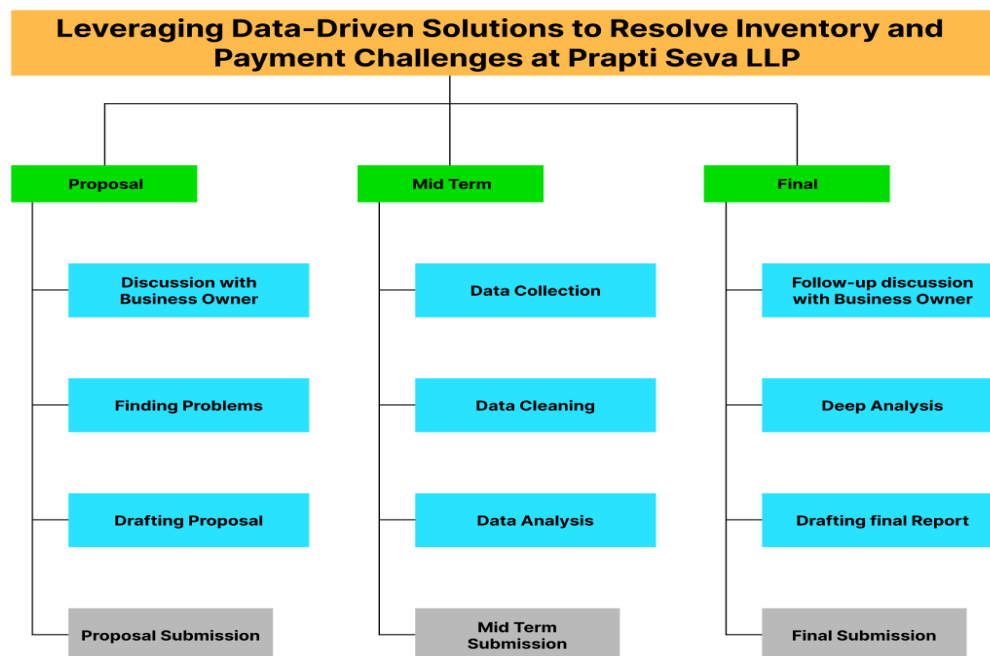 Leveraging Data-Driven Solutions to Resolve Inventory and
Payment Challenges at Prapti Seva LLP
Proposal
Discussion with
Business Owner
Finding Problems
Drafting Proposal
Proposal Submission
Mid Term
Data Collection
Data Cleaning
Data Analysis
Mid Term
Submission
Final
Follow-up discussion
with Business Owner
Deep Analysis
Drafting final Report
Final Submission